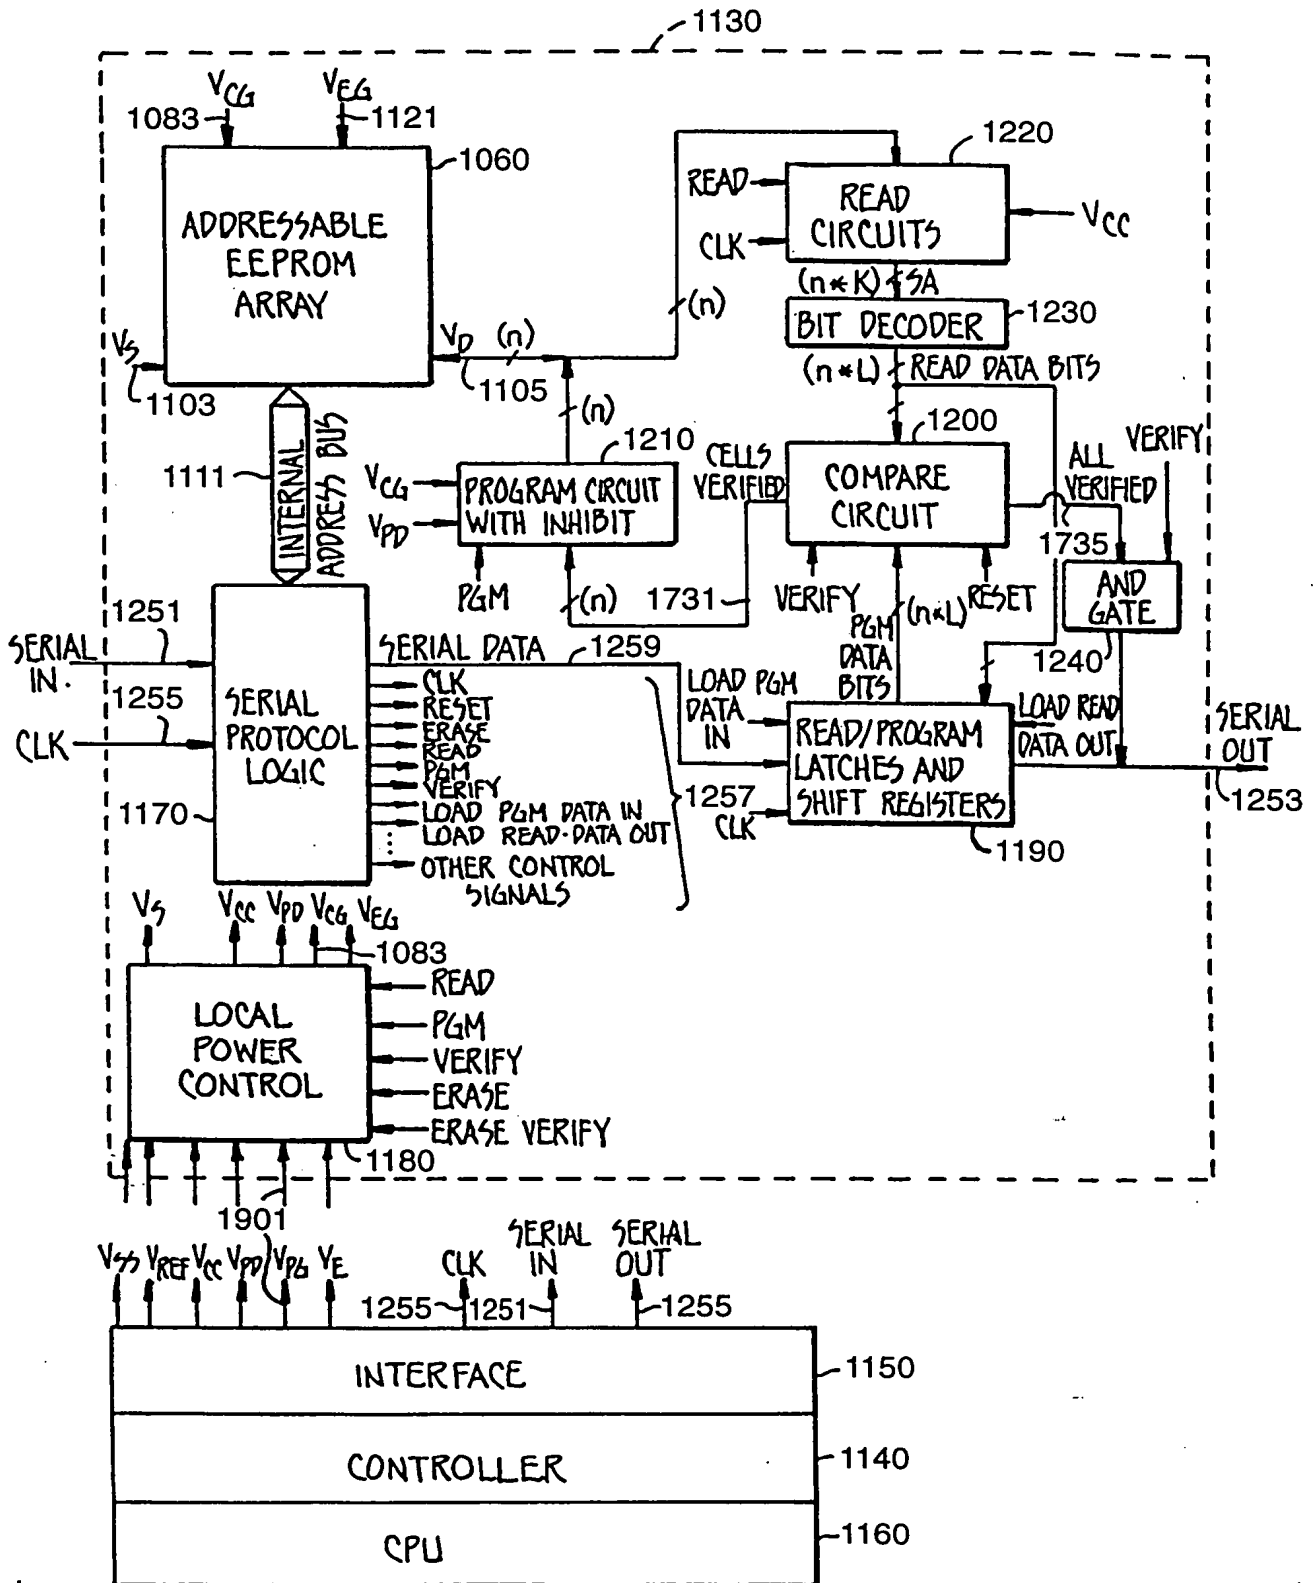 1130
VCG
VEG
1083
1121
1060
ADDRESSABLE
EEPROM
ARRAY
VS
1103
VD
(n)
1105
(n)
1220
READ
CLK
READ
CIRCUITS
VCC
(n*K)
SA
BIT DECODER
1230
(n*L)
READ DATA BITS
(n)
1210
VCG
VPD
PROGRAM CIRCUIT
WITH INHIBIT
PGM
(n)
CELLS
VERIFIED
1200
COMPARE
CIRCUIT
ALL
VERIFIED
VERIFY
1735
1731
VERIFY
(n*L)
RESET
PGM
DATA
BITS
AND
GATE
1240
1111
INTERNAL
ADDRESS BUS
1251
SERIAL
IN.
1255
CLK
SERIAL
PROTOCOL
LOGIC
1170
SERIAL DATA
1259
CLK
RESET
ERASE
READ
PGM
VERIFY
LOAD PGM DATA IN
LOAD READ-DATA OUT
OTHER CONTROL
SIGNALS
1257
LOAD PGM
DATA
IN
CLK
READ/PROGRAM
LATCHES AND
SHIFT REGISTERS
1190
LOAD READ
DATA OUT
SERIAL
OUT
1253
VS
VCC
VPD
VCG
VEG
1083
LOCAL
POWER
CONTROL
READ
PGM
VERIFY
ERASE
ERASE VERIFY
1180
1901
VSS
VREF
VCC
VPD
VPG
VE
CLK
SERIAL
IN
SERIAL
OUT
1255
1251
1255
INTERFACE
1150
CONTROLLER
1140
CPU
1160